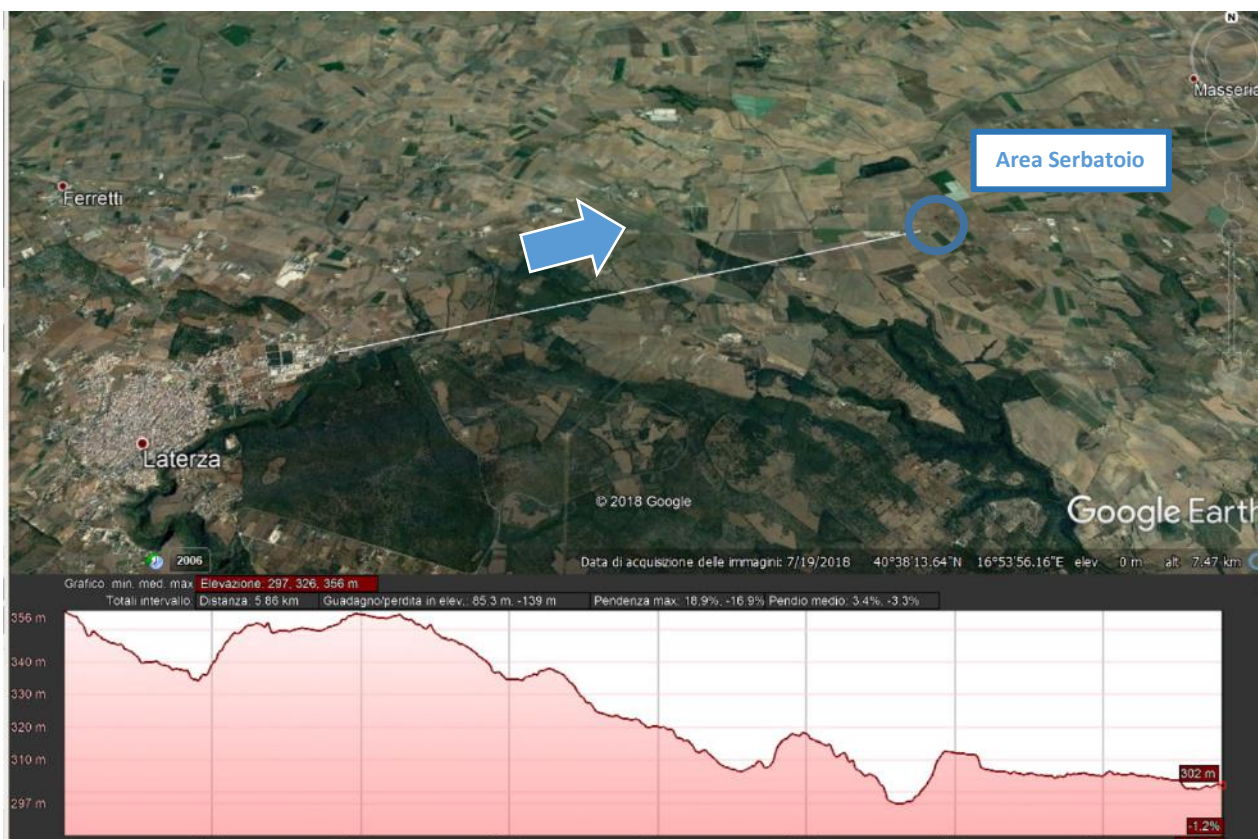 N
Masseria
Area Serbatoio
Ferretti
Laterza
© 2018 Google
Google Earth
2006
Data di acquisizione delle immagini: 7/19/2018 40°38'13.64"N 16°53'56.16"E elev 0 m alt 7.47 km
Grafico min. med. max Elevazione: 297, 326, 356 m
Totali intervallo Distanza: 5.86 km Guadagno/perdita in elev.: 85.3 m, -139 m Pendenza max: 18.9%, -16.9% Pendio medio: 3.4%, -3.3%
356 m
340 m
330 m
320 m
310 m
302 m
297 m
-1.2%